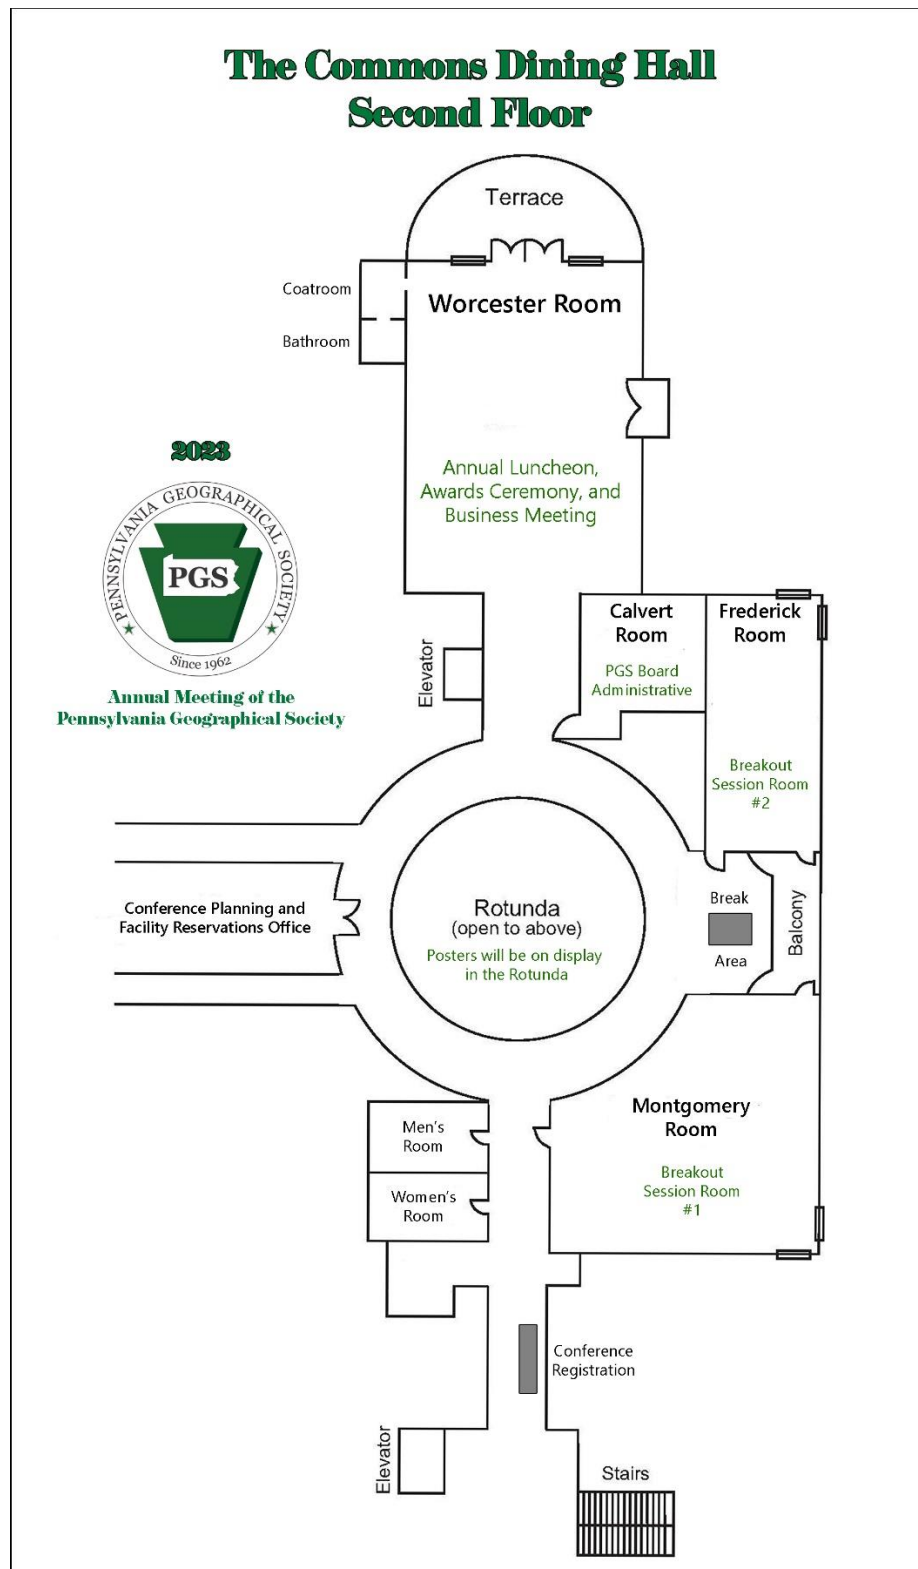 The Commons Dining Hall
Second Floor
Terrace
Coatroom
Worcester Room
Bathroom
2023
PENNSYLVANIA GEOGRAPHICAL SOCIETY
PGS
Since 1962
Annual Meeting of the
Pennsylvania Geographical Society
Annual Luncheon,
Awards Ceremony, and
Business Meeting
Elevator
Calvert
Room
PGS Board
Administrative
Frederick
Room
Breakout
Session Room
#2
Conference Planning and
Facility Reservations Office
Rotunda
(open to above)
Posters will be on display
in the Rotunda
Break
Area
Balcony
Men's
Room
Women's
Room
Montgomery
Room
Breakout
Session Room
#1
Conference
Registration
Elevator
Stairs